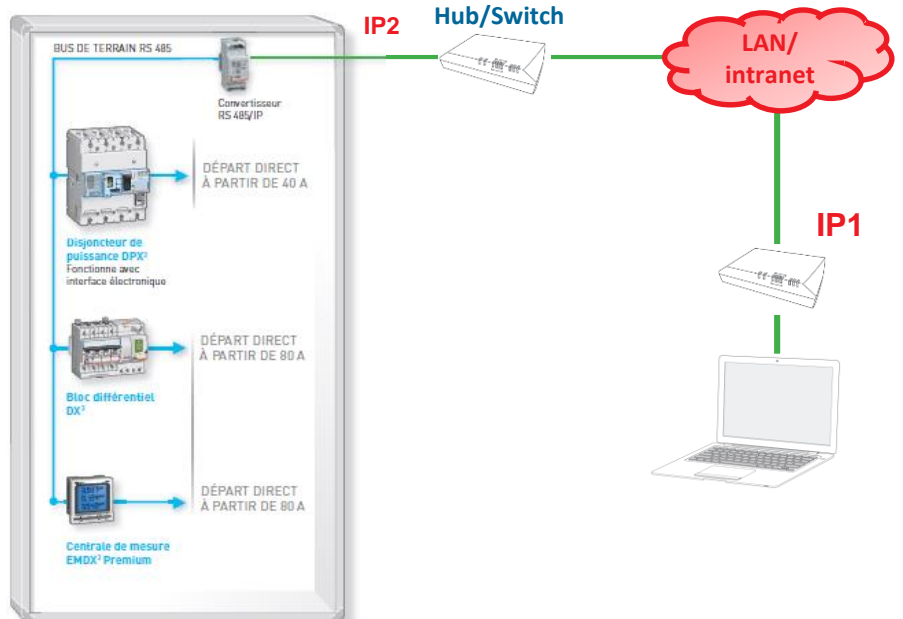 Hub/Switch
IP2
LAN/
intranet
BUS DE TERRAIN RS 485
Convertisseur
RS 485/IP
DÉPART DIRECT
À PARTIR DE 40 A
IP1
Disjoncteur de
puissance DPX³
Fonctionne avec
interface électronique
DÉPART DIRECT
À PARTIR DE 80 A
Bloc différentiel
DX³
DÉPART DIRECT
À PARTIR DE 80 A
Centrale de mesure
EMDX³ Premium